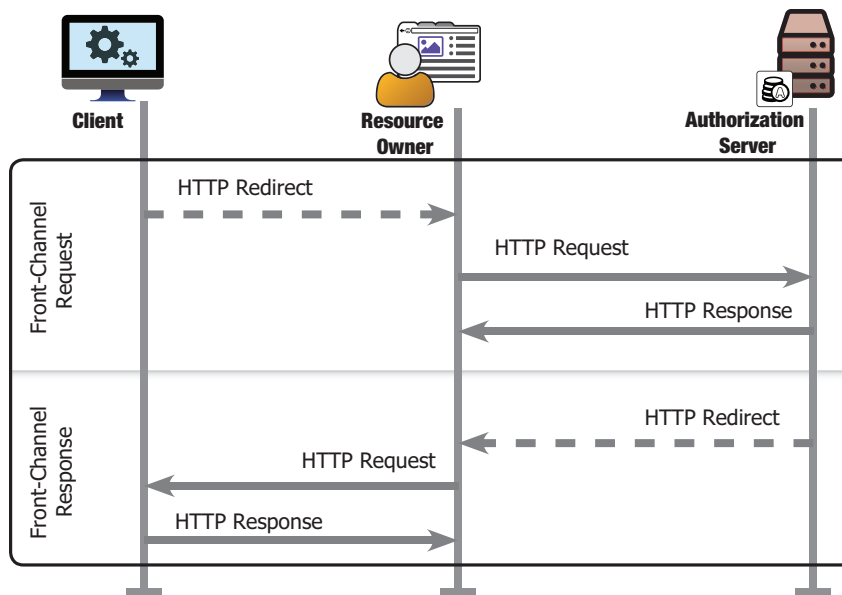 Client
Resource
Owner
Authorization
Server
Front-Channel
Request
HTTP Redirect
HTTP Request
HTTP Response
Front-Channel
Response
HTTP Redirect
HTTP Request
HTTP Response